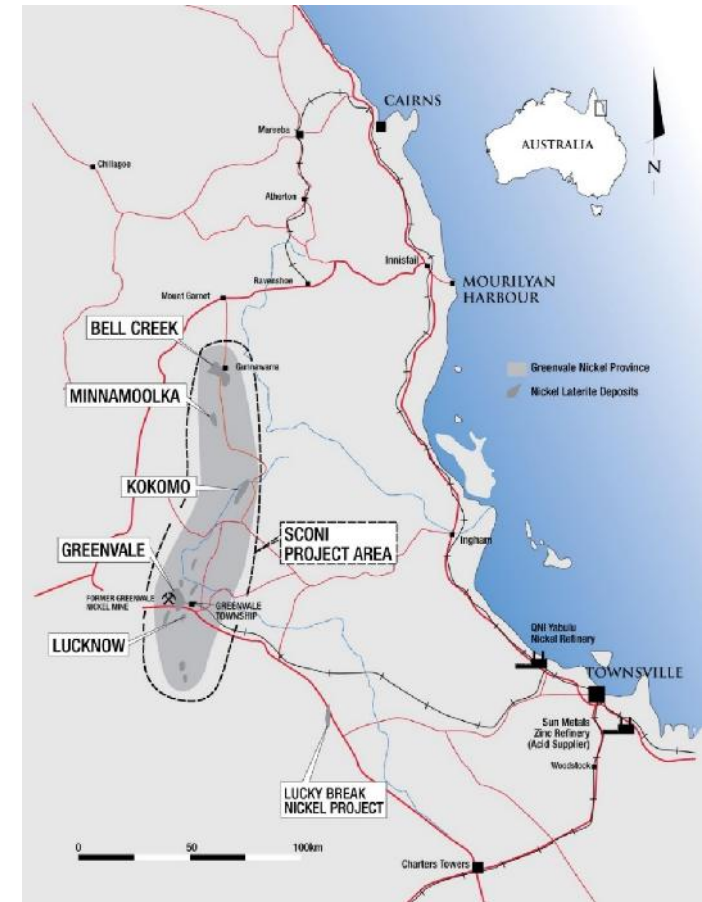 CAIRNS
Mareeba
Chillagoe
AUSTRALIA
N
Atherton
Innisfail
Ravenshoe
MOURILYAN
HARBOUR
Mount Garnet
BELL CREEK
Gunnawarra
Greenvale Nickel Province
Nickel Laterite Deposits
MINNAMOOLKA
KOKOMO
SCONI
PROJECT AREA
Ingham
GREENVALE
FORMER GREENVALE
NICKEL MINE
GREENVALE
TOWNSHIP
LUCKNOW
QNI Yabulu
Nickel Refinery
TOWNSVILLE
Sun Metals
Zinc Refinery
(Acid Supplier)
Woodstock
LUCKY BREAK
NICKEL PROJECT
0 50 100km
Charters Towers